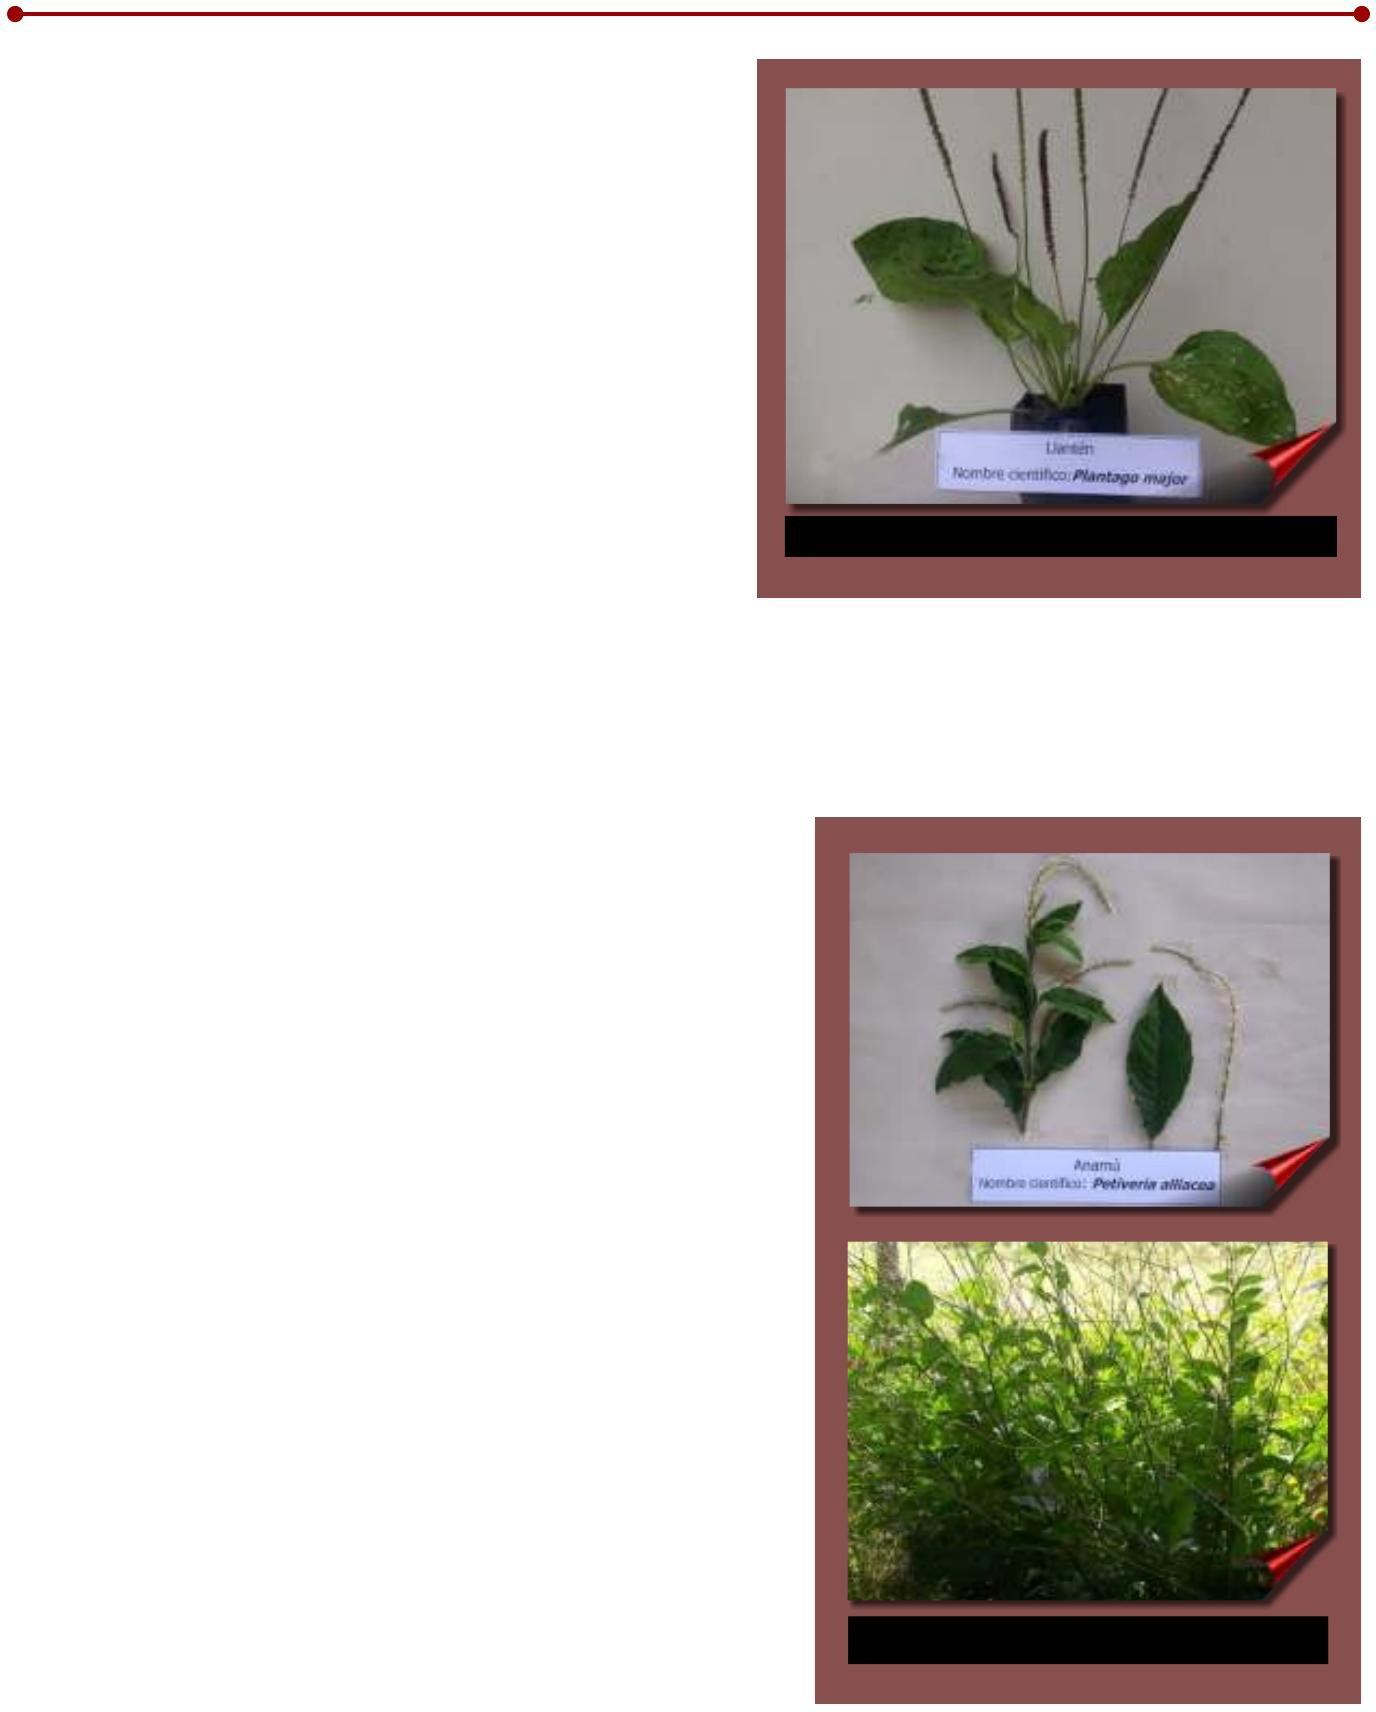 Llantén
Nombre científico: Plantago major
Anamú
Nombre científico: Petiveria alliacea